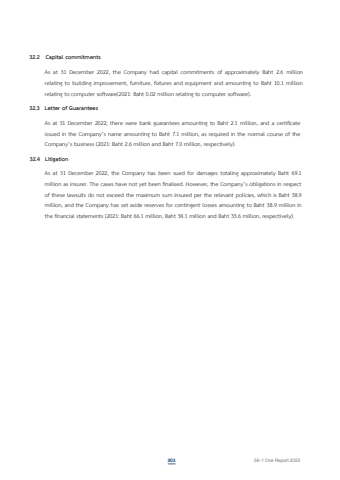 32.2 Capital commitments
As at 31 December 2022, the Company had capital commitments of approximately Baht 2.6 million
relating to building improvement, furniture, fixtures and equipment and amounting to Baht 10.1 million
relating to computer software(2021: Baht 0.02 million relating to computer software).
32.3 Letter of Guarantees
As at 31 December 2022, there were bank guarantees amounting to Baht 2.1 million, and a certificate
issued in the Company's name amounting to Baht 7.1 million, as required in the normal course of the
Company's business (2021: Baht 2.6 million and Baht 7.0 million, respectively)
32.4 Litigation
As at 31 December 2022, the Company has been sued for damages totaling approximately Baht 69.1
million as insurer. The cases have not yet been finalised. However, the Company's obligations in respect
of these lawsuits do not exceed the maximum sum insured per the relevant policies, which is Baht 38.9
million, and the Company has set aside reserves for contingent losses amounting to Baht 38.9 million in
the financial statements (2021: Baht 66.1 million, Baht 34.1 million and Baht 33.6 million, respectively).
202
56-1 One Report 2022